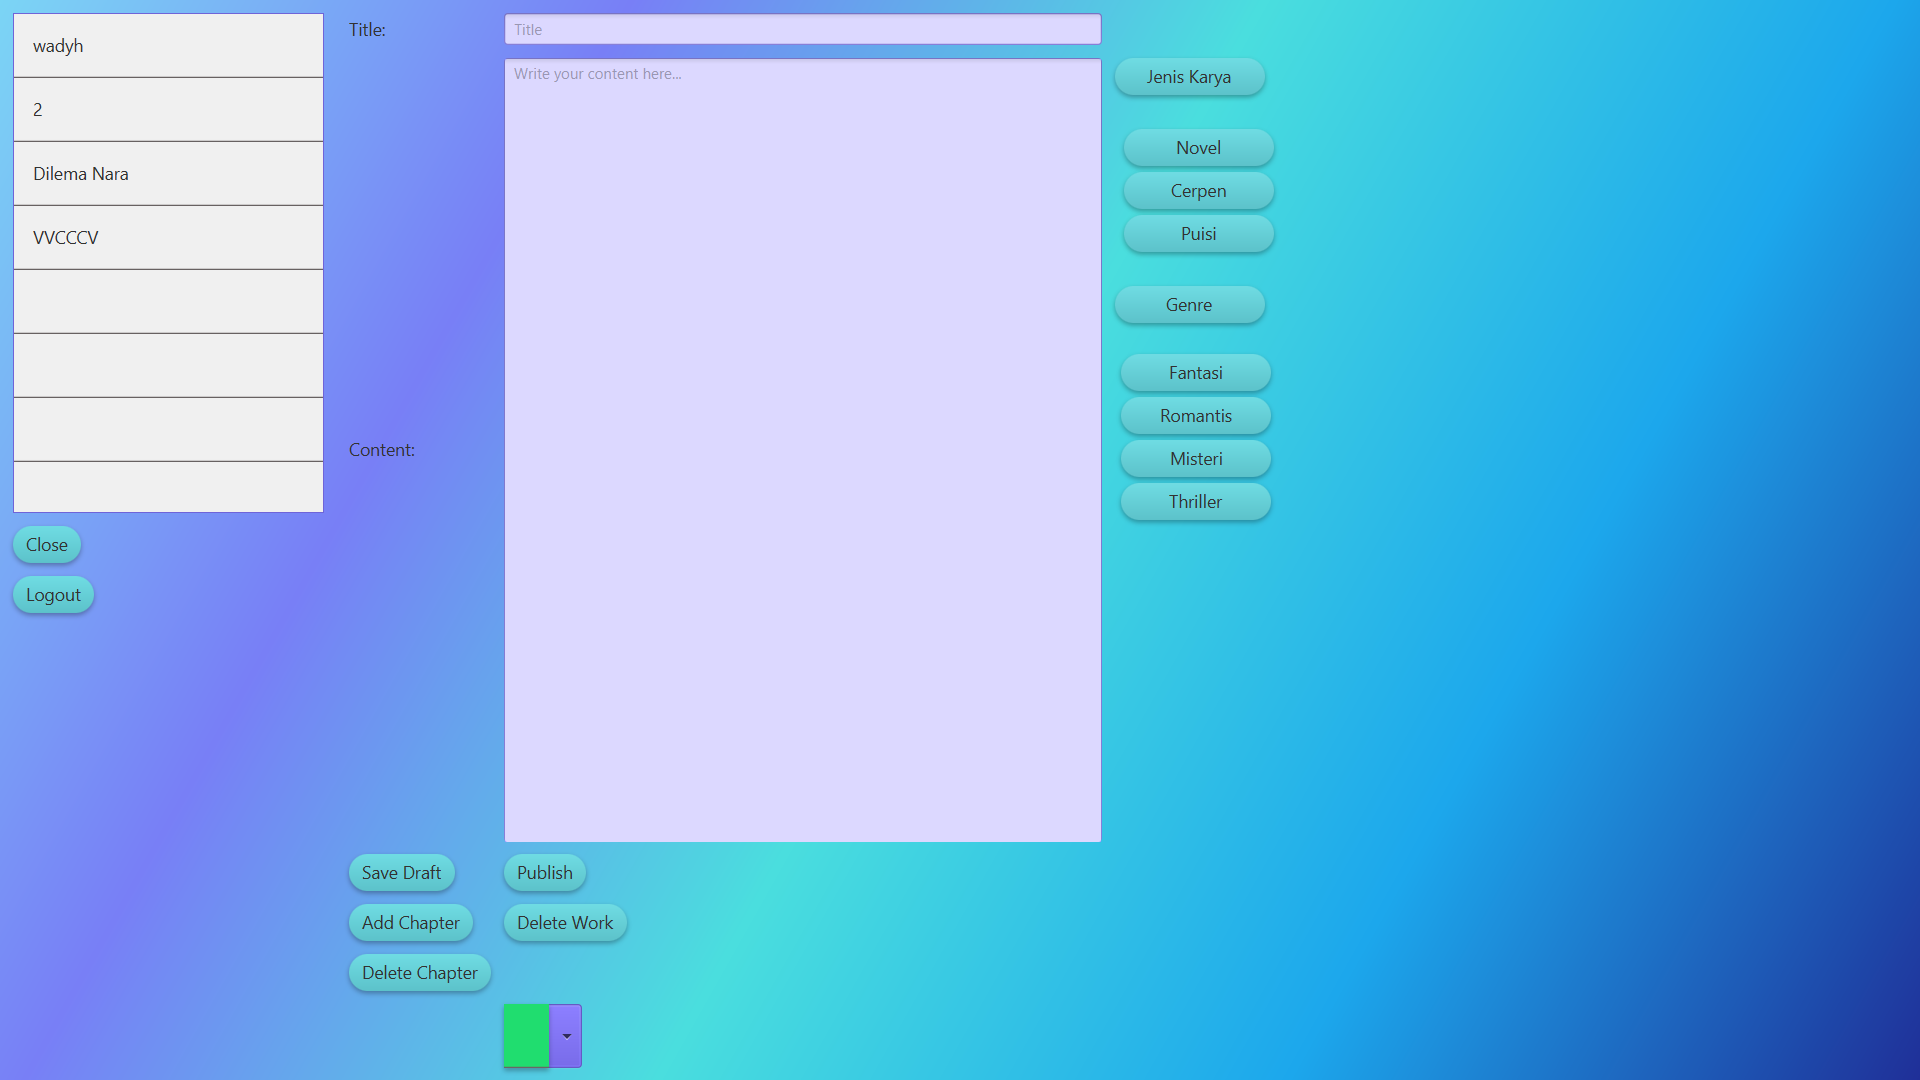 wadyh
2
Dilema Nara
VVCCCV
Close
Logout
Title:
Title
Content:
Write your content here...
Save Draft
Publish
Add Chapter
Delete Work
Delete Chapter
Jenis Karya
Novel
Cerpen
Puisi
Genre
Fantasi
Romantis
Misteri
Thriller